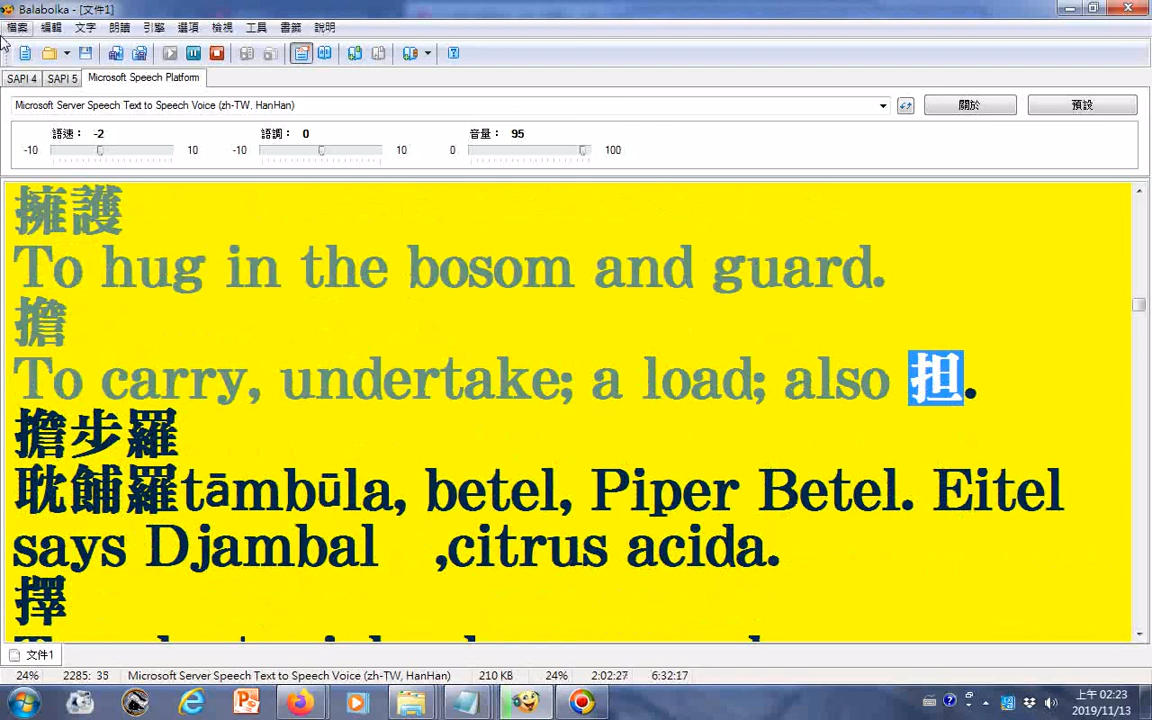 Balabolka - [文件1]
檔案 編輯 文字 朗讀 引擎 選項 檢視 工具 書籤 說明
SAPI 4 SAPI 5 Microsoft Speech Platform
Microsoft Server Speech Text to Speech Voice (zh-TW, HanHan) 關於 預設
語速： -2 語調： 0 音量： 95
-10 10 -10 10 0 100
擁護
To hug in the bosom and guard.
擔
To carry, undertake; a load; also 担.
擔步羅
耽餔羅tāmbūla, betel, Piper Betel. Eitel
says Djambal ,citrus acida.
擇
文件1
24% 2285: 35 Microsoft Server Speech Text to Speech Voice (zh-TW, HanHan) 210 KB 24% 2:02:27 6:32:17
上午 02:23
2019/11/13